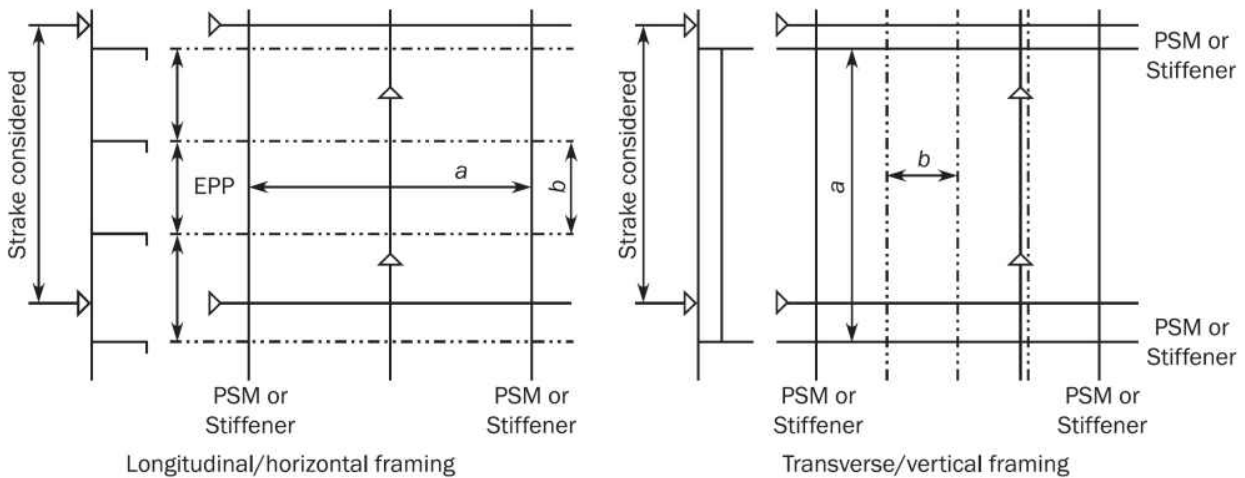 Strake considered
EPP
a
b
PSM or
Stiffener
PSM or
Stiffener
Longitudinal/horizontal framing
Strake considered
a
b
PSM or
Stiffener
PSM or
Stiffener
PSM or
Stiffener
PSM or
Stiffener
Transverse/vertical framing